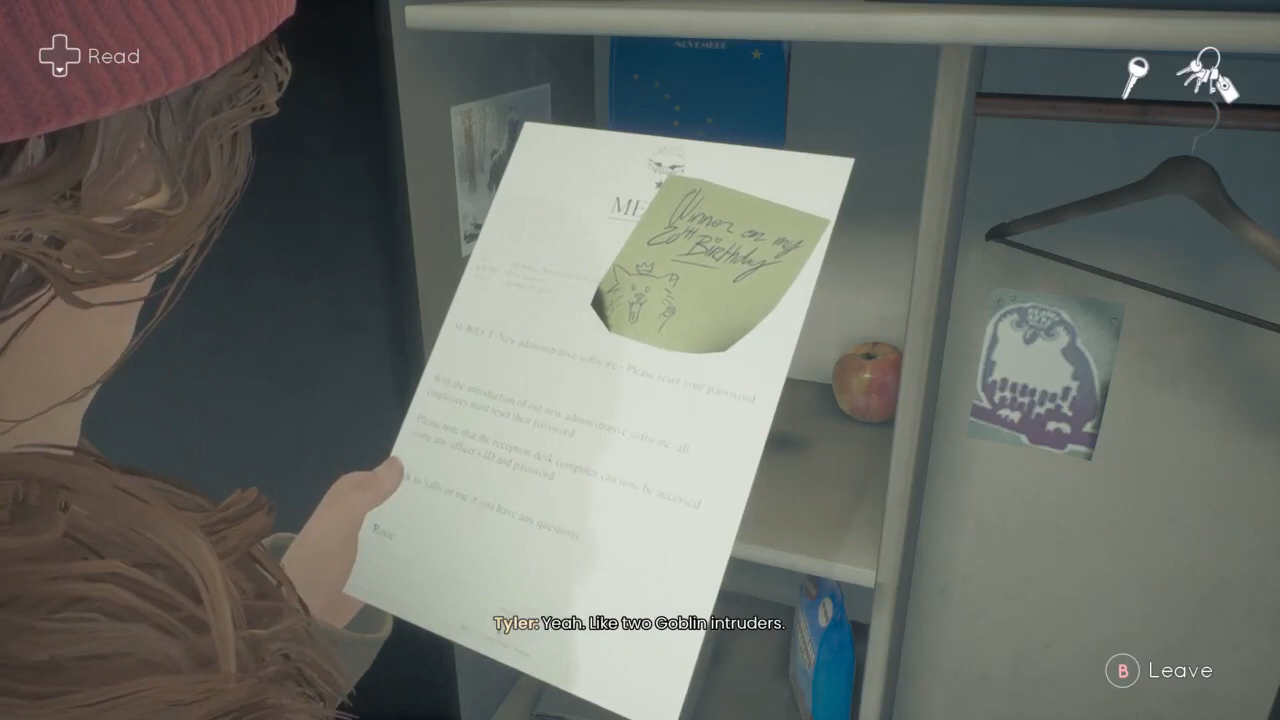 Read
NOVEMBER
ME
Winner on my
20th Birthday
SUBJECT: New administrative software - Please reset your password
With the introduction of our new administrative software, all
employees must reset their password
Please note that the reception desk computer can now be accessed
using any officer's ID and password
to Sally or me if you have any questions
Rose
Tyler: Yeah. Like two Goblin intruders.
B Leave